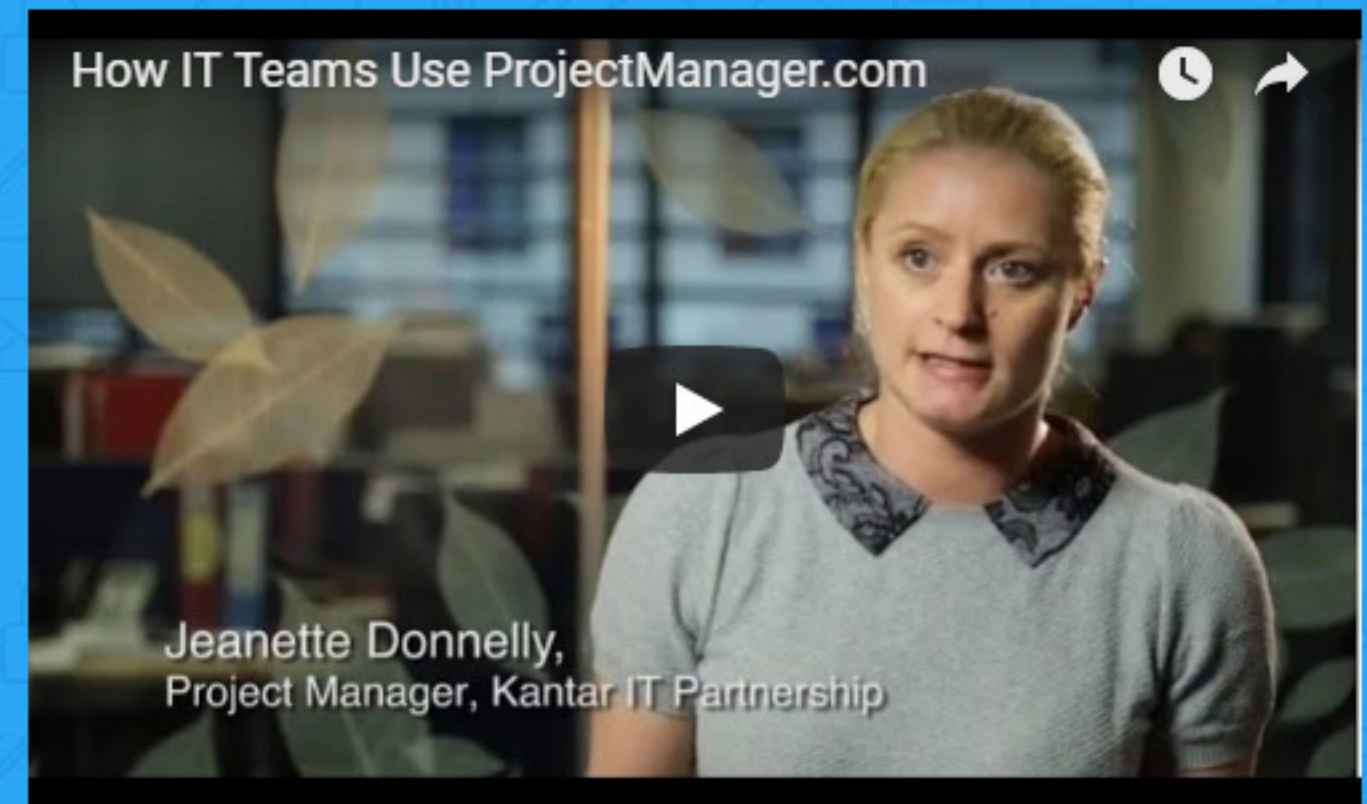 How IT Teams Use ProjectManager.com
Jeanette Donnelly,
Project Manager, Kantar IT Partnership